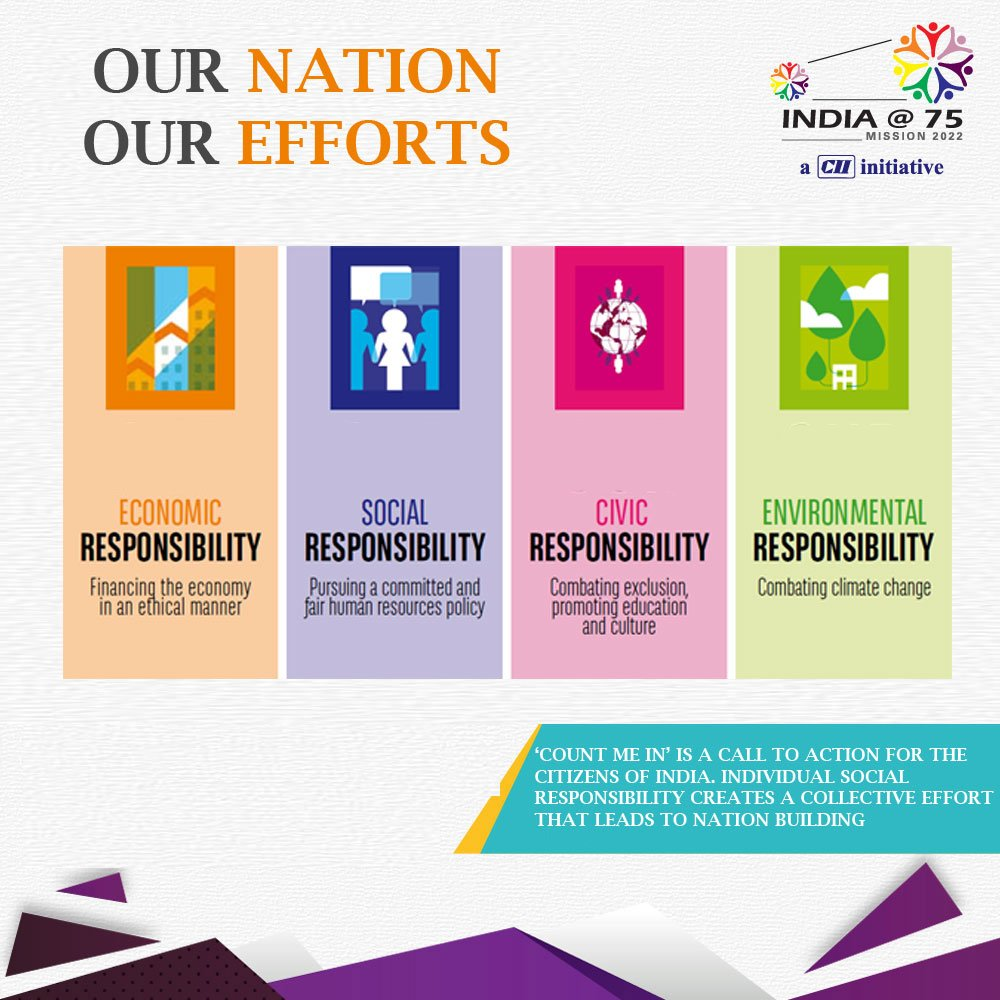 OUR NATION
OUR EFFORTS
INDIA @ 75
MISSION 2022
a CII initiative
ECONOMIC
RESPONSIBILITY
Financing the economy
in an ethical manner
SOCIAL
RESPONSIBILITY
Pursuing a committed and
fair human resources policy
CIVIC
RESPONSIBILITY
Combating exclusion,
promoting education
and culture
ENVIRONMENTAL
RESPONSIBILITY
Combating climate change
‘COUNT ME IN’ IS A CALL TO ACTION FOR THE
CITIZENS OF INDIA. INDIVIDUAL SOCIAL
RESPONSIBILITY CREATES A COLLECTIVE EFFORT
THAT LEADS TO NATION BUILDING